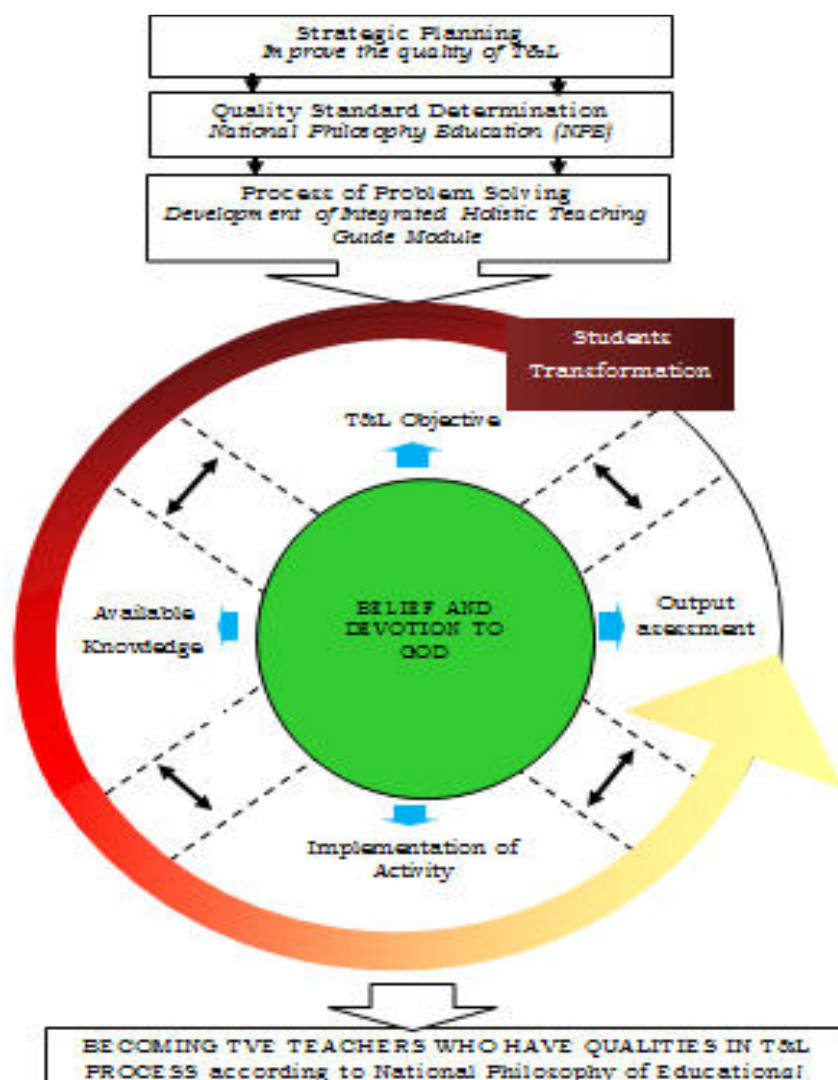 Strategic Planning
Improve the quality of T&L
Quality Standard Determination
National Philosophy Education (NPE)
Process of Problem Solving
Development of Integrated Holistic Teaching
Guide Module
Students
Transformation
T&L Objective
Available
Knowledge
BELIEF AND
DEVOTION TO
GOD
Output
asessment
Implementation of
Activity
BECOMING TVE TEACHERS WHO HAVE QUALITIES IN T&L
PROCESS according to National Philosophy of Educational